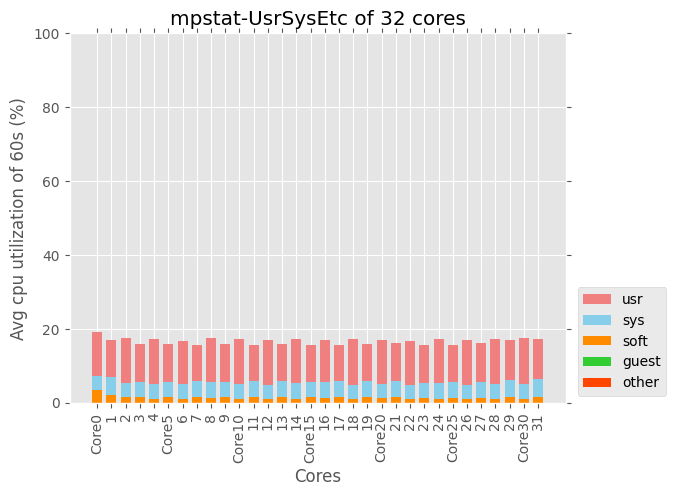 mpstat-UsrSysEtc of 32 cores
Avg cpu utilization of 60s (%)
100
80
60
40
20
0
usr
sys
soft
guest
other
Core0
1
2
3
4
Core5
6
7
8
9
Core10
11
12
13
14
Core15
16
17
18
19
Core20
21
22
23
24
Core25
26
27
28
29
Core30
31
Cores